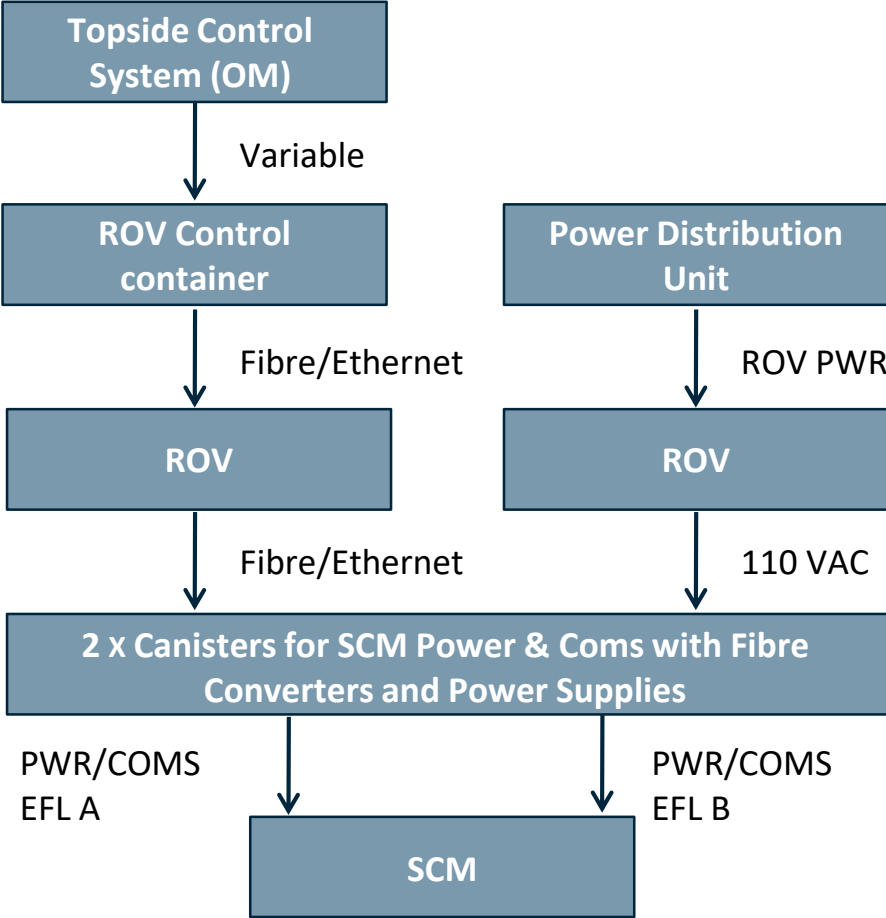 Topside Control
System (OM)
Variable
ROV Control
container
Power Distribution
Unit
Fibre/Ethernet
ROV PWR
ROV
ROV
Fibre/Ethernet
110 VAC
2 x Canisters for SCM Power & Coms with Fibre
Converters and Power Supplies
PWR/COMS
EFL A
PWR/COMS
EFL B
SCM